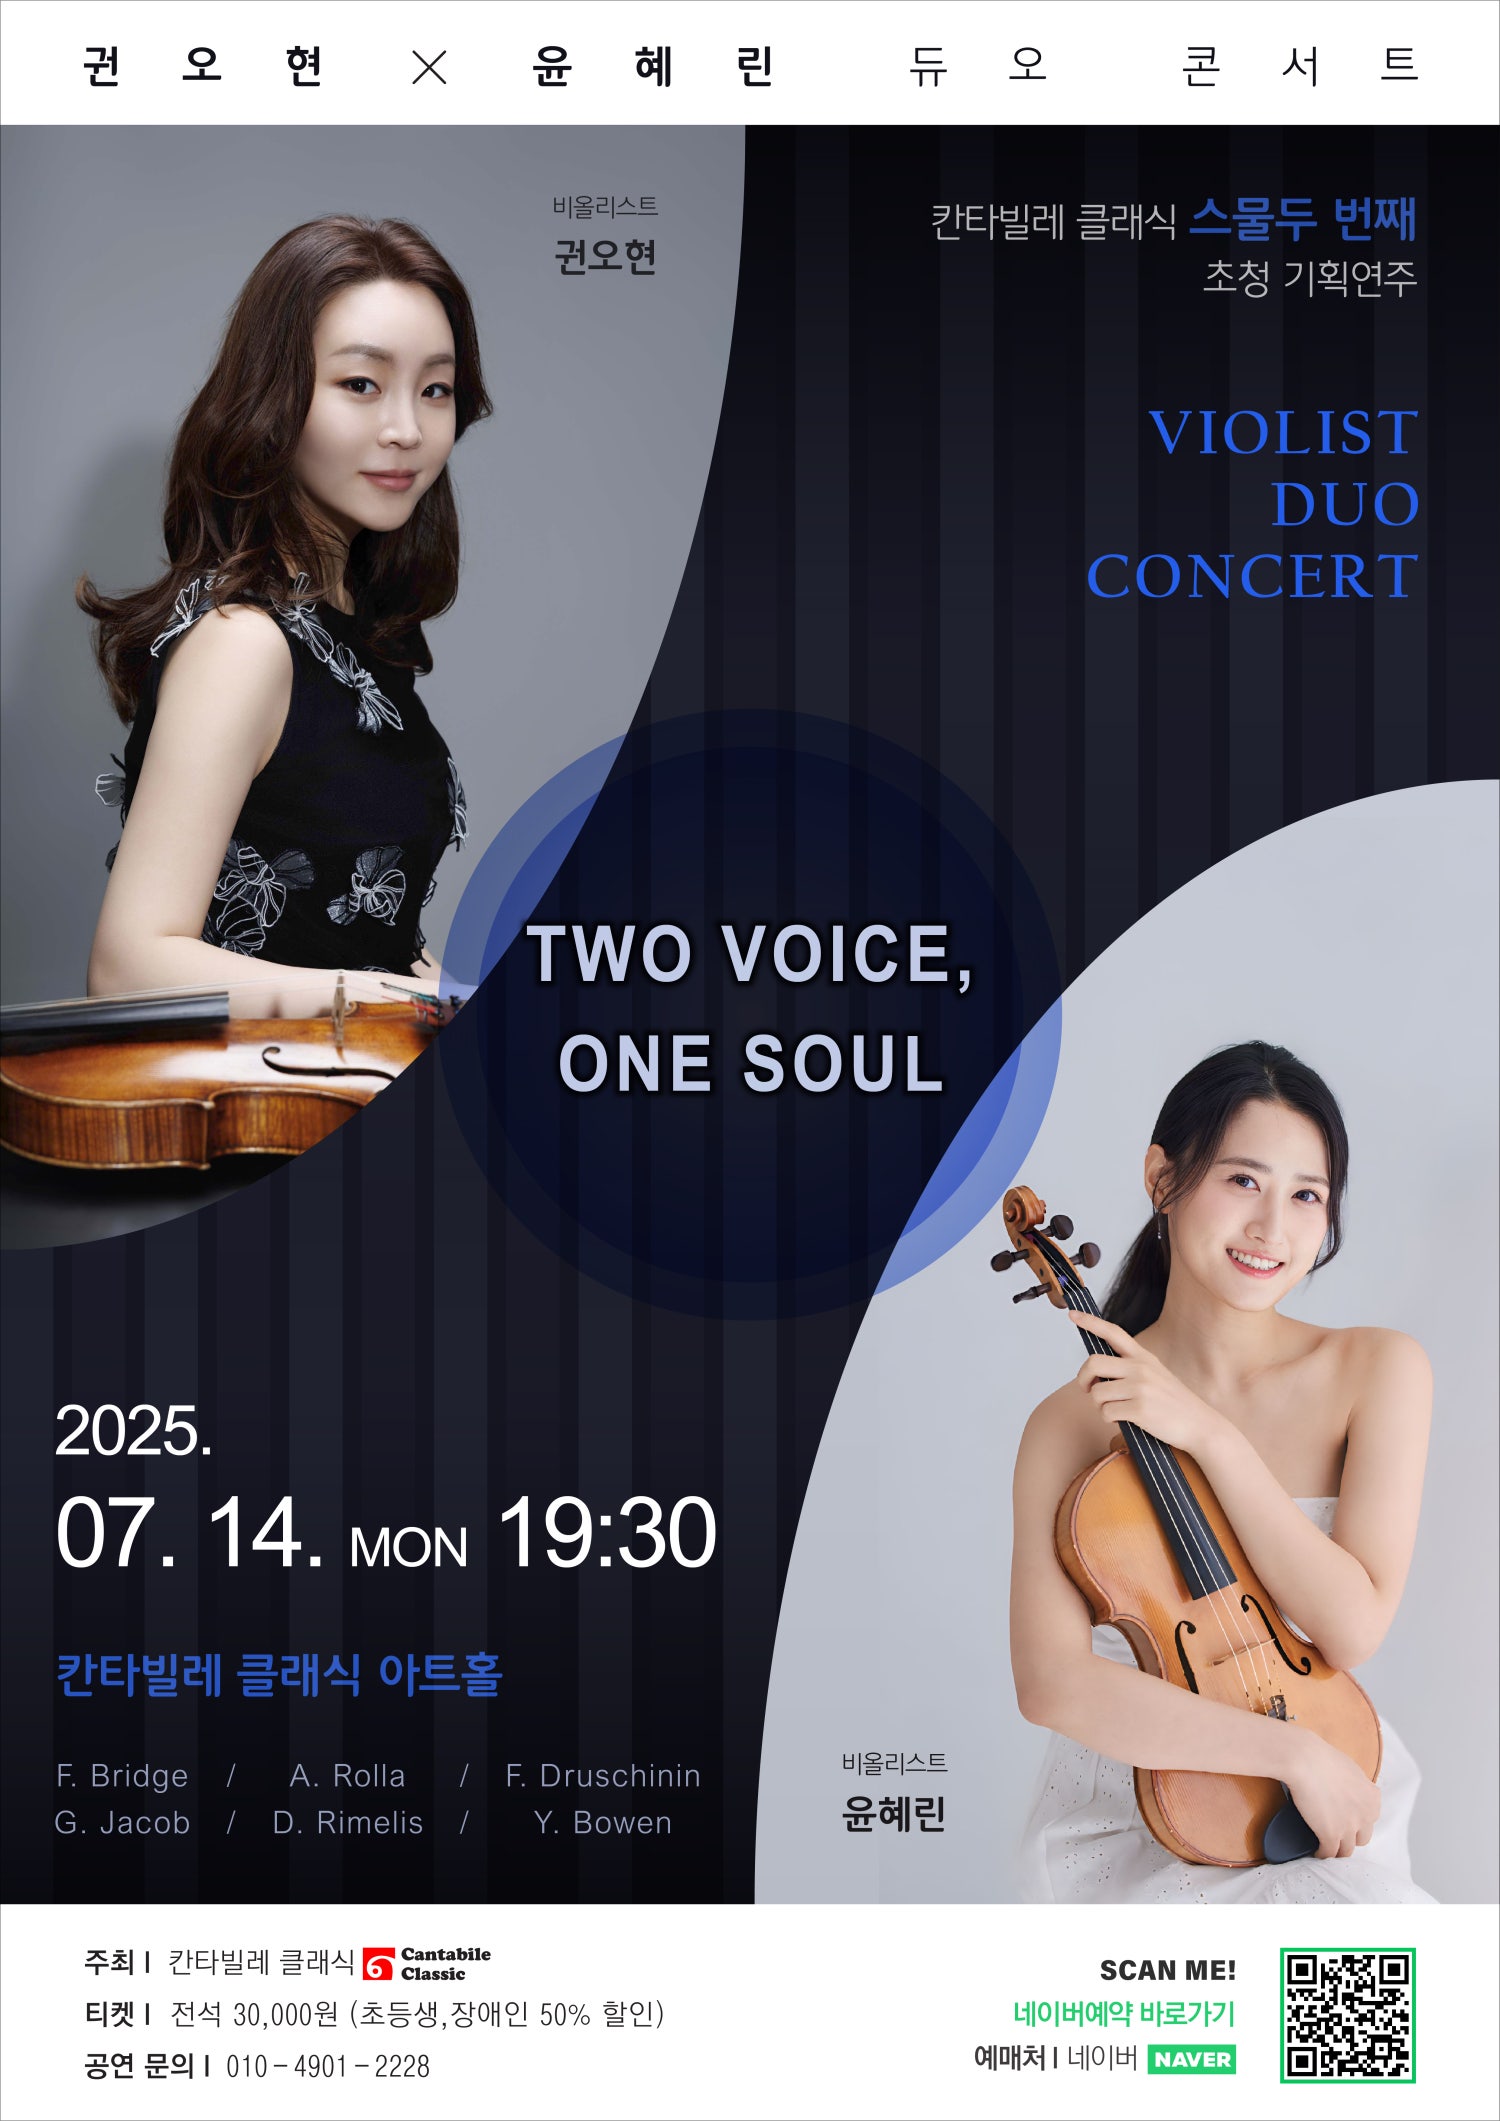 권오현 × 윤혜린 듀오 콘서트
비올리스트
권오현
칸타빌레 클래식 스물두 번째
초청 기획연주
VIOLIST
DUO
CONCERT
TWO VOICE,
ONE SOUL
2025.
07. 14. MON 19:30
칸타빌레 클래식 아트홀
F. Bridge / A. Rolla / F. Druschinin
G. Jacob / D. Rimelis / Y. Bowen
비올리스트
윤혜린
주최 | 칸타빌레 클래식 Cantabile Classic
티켓 | 전석 30,000원 (초등생,장애인 50% 할인)
공연 문의 | 010-4901-2228
SCAN ME!
네이버예약 바로가기
예매처 | 네이버 NAVER